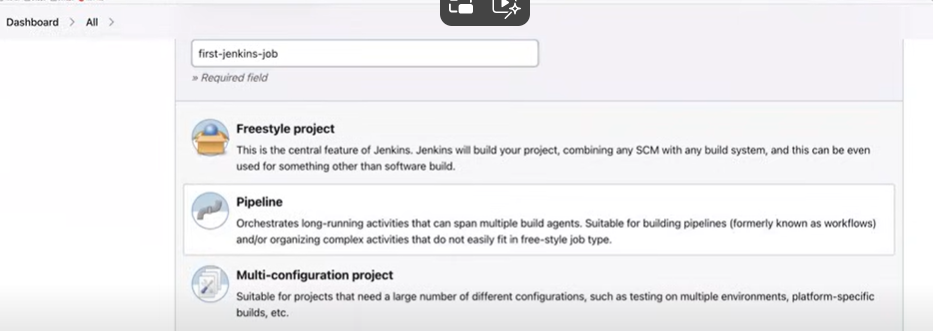 Dashboard > All >
first-jenkins-job
» Required field
Freestyle project
This is the central feature of Jenkins. Jenkins will build your project, combining any SCM with any build system, and this can be even
used for something other than software build.
Pipeline
Orchestrates long-running activities that can span multiple build agents. Suitable for building pipelines (formerly known as workflows)
and/or organizing complex activities that do not easily fit in free-style job type.
Multi-configuration project
Suitable for projects that need a large number of different configurations, such as testing on multiple environments, platform-specific
builds, etc.